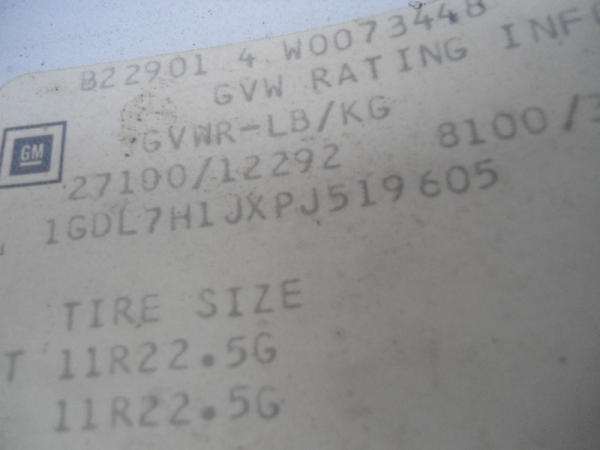 B22901 4 W0073448
GVW RATING INF
GVWR-LB/KG
GM
27100/12292 8100/3
1GDL7H1JXPJ519605
TIRE SIZE
T 11R22.5G
11R22.5G